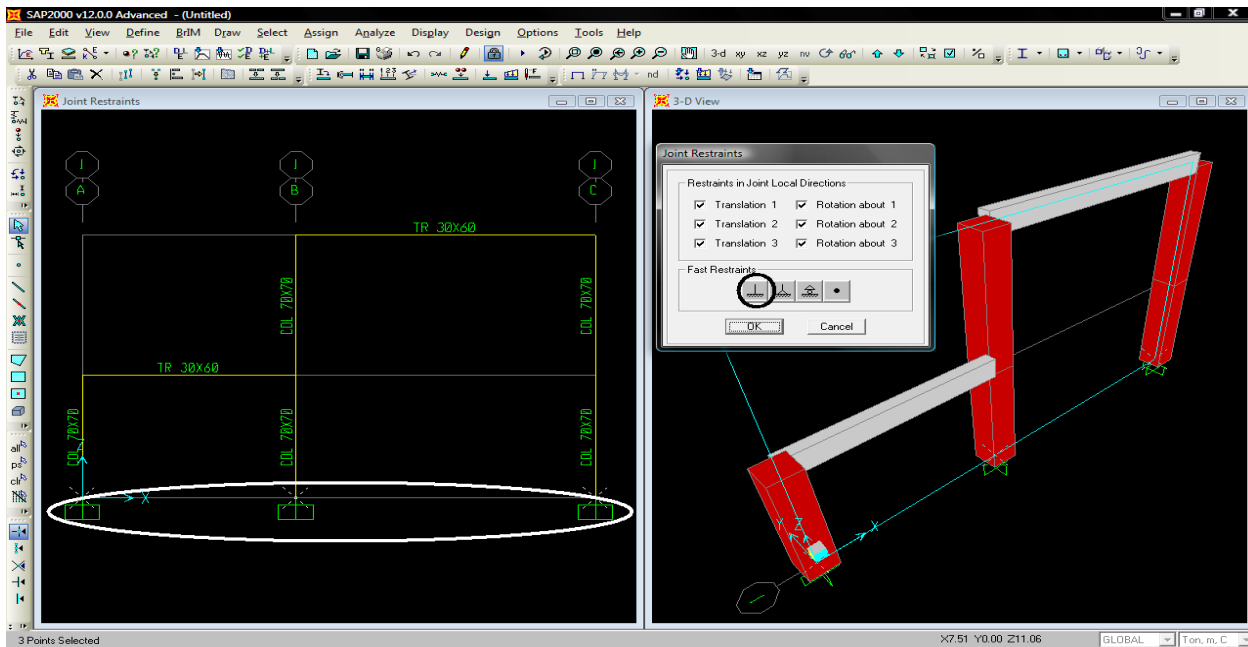 SAP2000 v12.0.0 Advanced - (Untitled)
File Edit View Define BrIM Draw Select Assign Analyze Display Design Options Tools Help
3-d xy xz yz nv
nd
Joint Restraints
3-D View
J J J
A B C
TR 30X60
COL 70X70 COL 70X70
TR 30X60
COL 70X70 COL 70X70 COL 70X70
X
Joint Restraints
Restraints in Joint Local Directions
Translation 1 Rotation about 1
Translation 2 Rotation about 2
Translation 3 Rotation about 3
Fast Restraints
OK Cancel
Y Z X
all
ps
clr
3 Points Selected
X7.51 Y0.00 Z11.06
GLOBAL
Ton, m, C